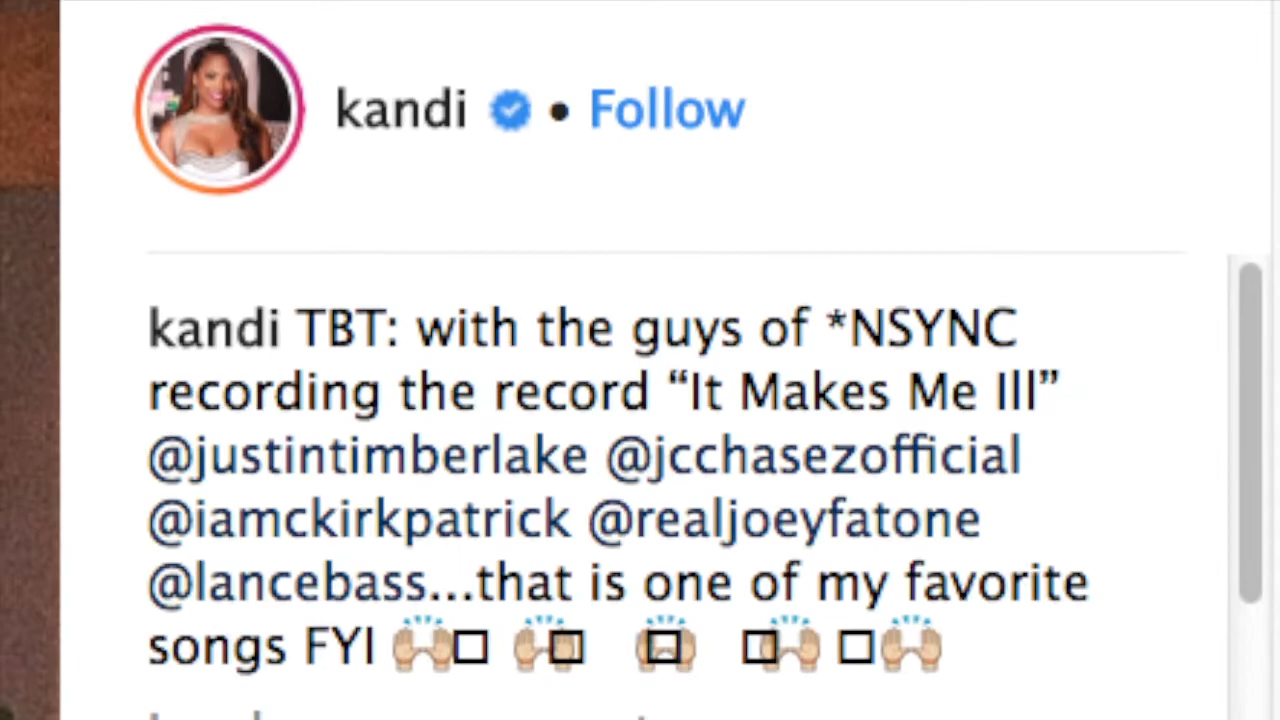 kandi • Follow
kandi TBT: with the guys of *NSYNC
recording the record “It Makes Me Ill”
@justintimberlake @jcchasezofficial
@iamckirkpatrick @realjoeyfatone
@lancebass...that is one of my favorite
songs FYI 🙌🏼□ 🙌🏼□ 🙌🏼□ □🙌🏼 □🙌🏼